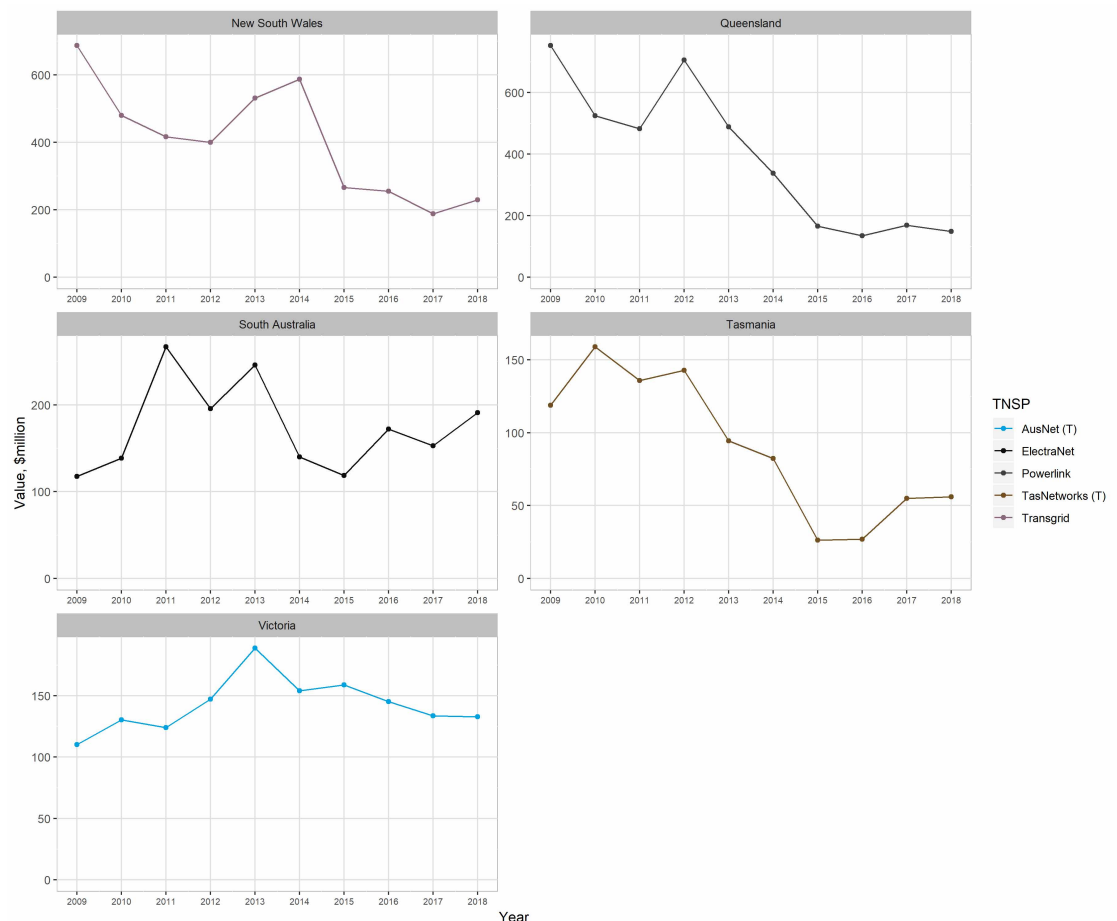 New South Wales
Queensland
600
400
200
0
2009 2010 2011 2012 2013 2014 2015 2016 2017 2018
600
400
200
0
2009 2010 2011 2012 2013 2014 2015 2016 2017 2018
South Australia
Tasmania
200
100
0
2009 2010 2011 2012 2013 2014 2015 2016 2017 2018
150
100
50
0
2009 2010 2011 2012 2013 2014 2015 2016 2017 2018
Victoria
150
100
50
0
2009 2010 2011 2012 2013 2014 2015 2016 2017 2018
Value, $million
Year
TNSP
AusNet (T)
ElectraNet
Powerlink
TasNetworks (T)
Transgrid